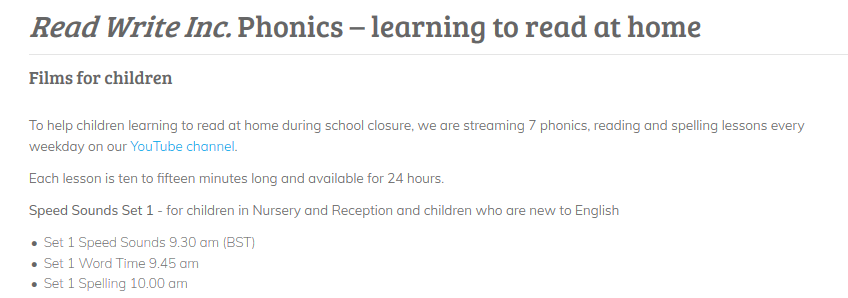 Read Write Inc. Phonics – learning to read at home
Films for children
To help children learning to read at home during school closure, we are streaming 7 phonics, reading and spelling lessons every
weekday on our YouTube channel.
Each lesson is ten to fifteen minutes long and available for 24 hours.
Speed Sounds Set 1 - for children in Nursery and Reception and children who are new to English
• Set 1 Speed Sounds 9.30 am (BST)
• Set 1 Word Time 9.45 am
• Set 1 Spelling 10.00 am